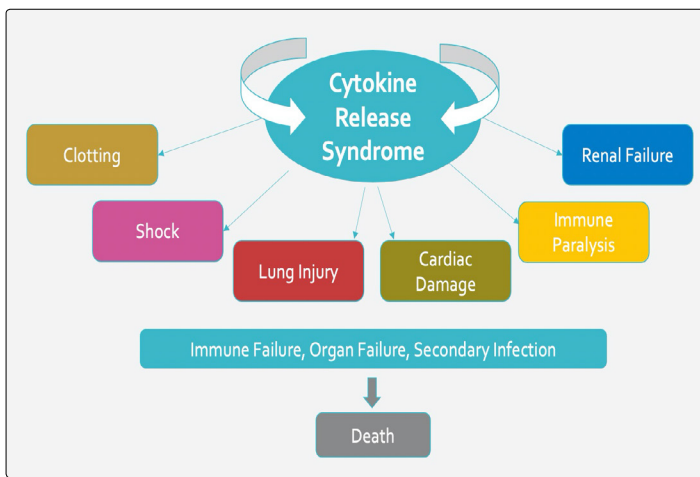 Cytokine
Release
Syndrome
Clotting
Renal Failure
Shock
Immune
Paralysis
Lung Injury
Cardiac
Damage
Immune Failure, Organ Failure, Secondary Infection
Death